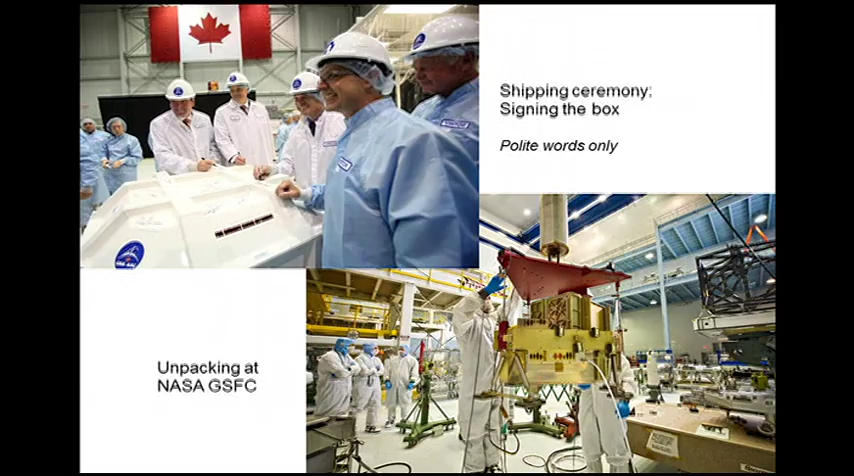 Shipping ceremony;
Signing the box
Polite words only
Unpacking at
NASA GSFC